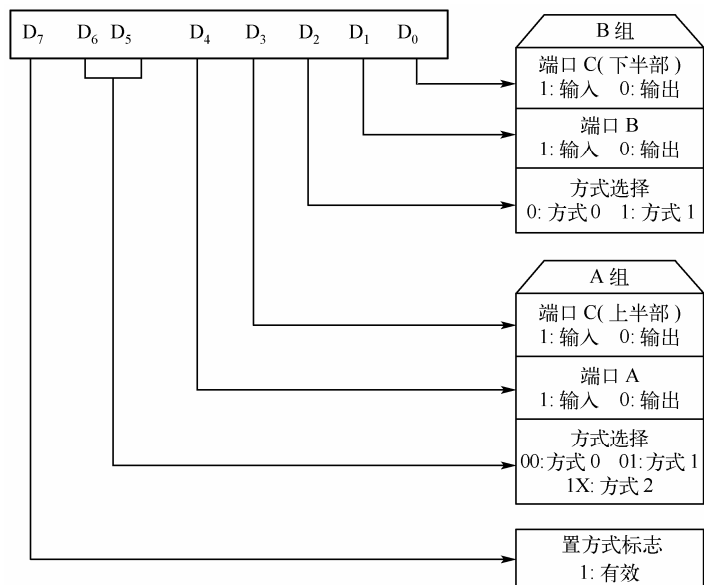 D₇ D₆ D₅ D₄ D₃ D₂ D₁ D₀
B 组
端口 C( 下半部 )
1: 输入 0: 输出
端口 B
1: 输入 0: 输出
方式选择
0: 方式 0 1: 方式 1
A 组
端口 C( 上半部 )
1: 输入 0: 输出
端口 A
1: 输入 0: 输出
方式选择
00:方式 0 01:方式 1
1X: 方式 2
置方式标志
1: 有效